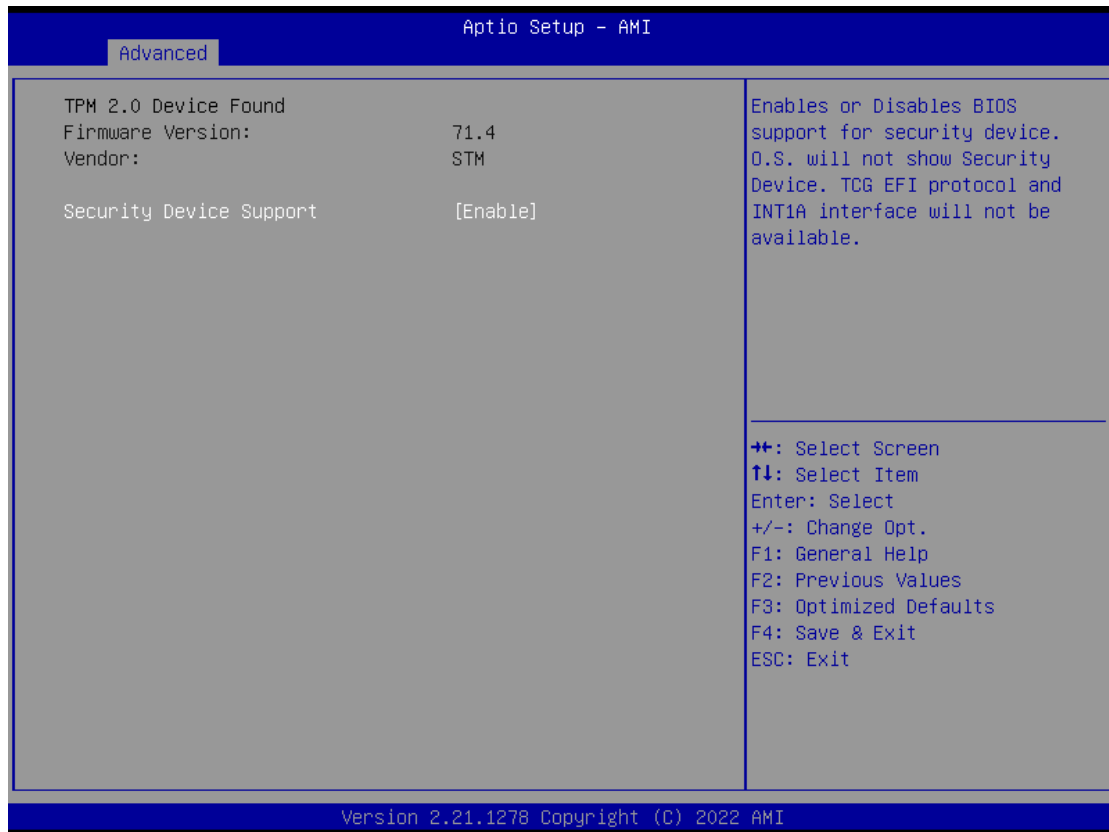 Aptio Setup – AMI
Advanced
TPM 2.0 Device Found
Firmware Version: 71.4
Vendor: STM
Security Device Support [Enable]
Enables or Disables BIOS
support for security device.
O.S. will not show Security
Device. TCG EFI protocol and
INT1A interface will not be
available.
→←: Select Screen
↑↓: Select Item
Enter: Select
+/-: Change Opt.
F1: General Help
F2: Previous Values
F3: Optimized Defaults
F4: Save & Exit
ESC: Exit
Version 2.21.1278 Copyright (C) 2022 AMI